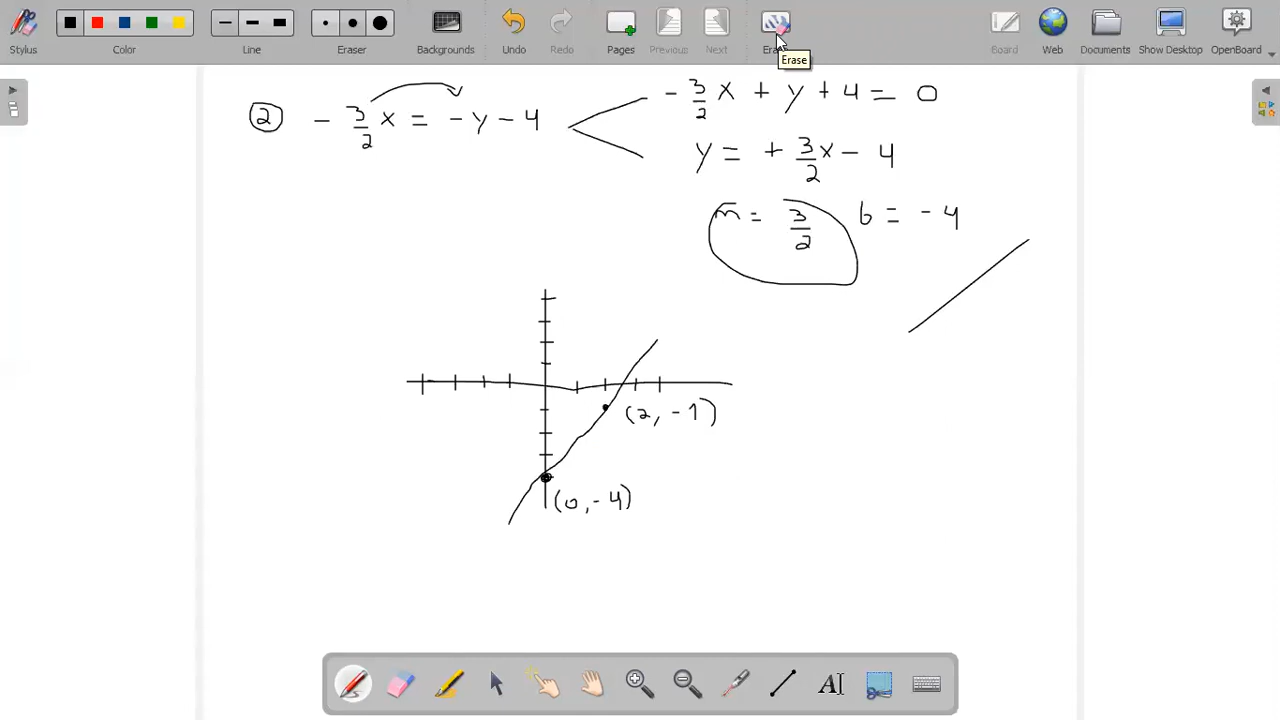 Stylus Color Line Eraser Backgrounds Undo Redo Pages Previous Next Erase Board Web Documents Show Desktop OpenBoard
Erase
② - 3/2 x = - y - 4
- 3/2 x + y + 4 = 0
y = + 3/2 x - 4
m = 3/2 b = - 4
(2, - 1)
(0, - 4)
AI